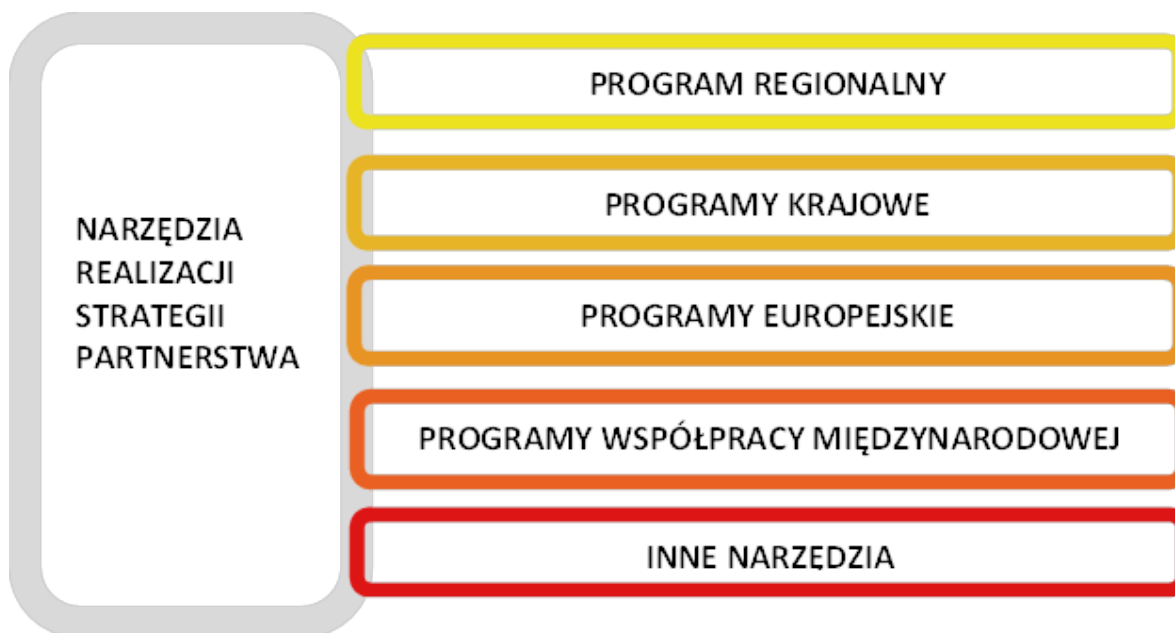 NARZĘDZIA
REALIZACJI
STRATEGII
PARTNERSTWA
PROGRAM REGIONALNY
PROGRAMY KRAJOWE
PROGRAMY EUROPEJSKIE
PROGRAMY WSPÓŁPRACY MIĘDZYNARODOWEJ
INNE NARZĘDZIA